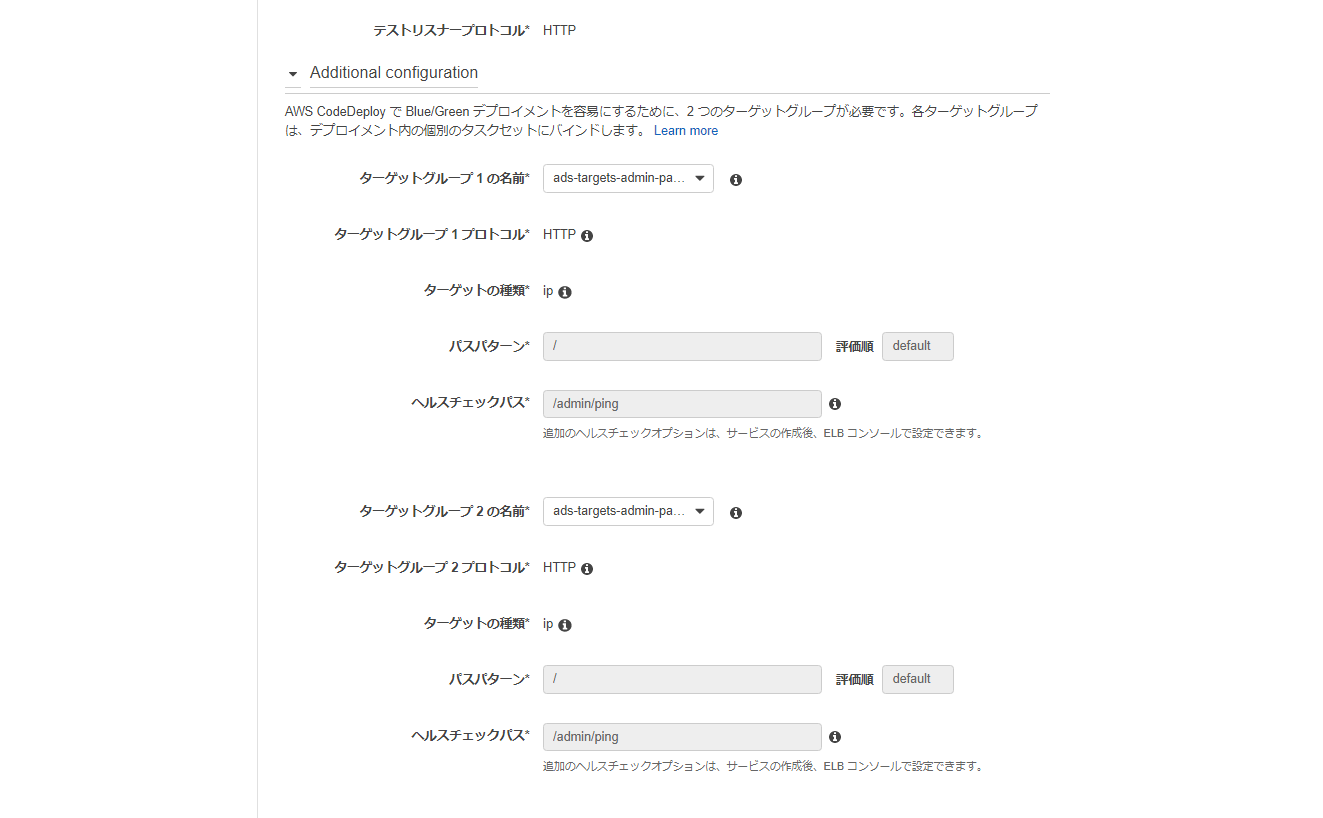 テストリスナープロトコル* HTTP
Additional configuration
AWS CodeDeploy で Blue/Green デプロイメントを容易にするために、2 つのターゲットグループが必要です。各ターゲットグループ
は、デプロイメント内の個別のタスクセットにバインドします。 Learn more
ターゲットグループ 1 の名前* ads-targets-admin-pa...
ターゲットグループ 1 プロトコル* HTTP
ターゲットの種類* ip
パスパターン* / 評価順 default
ヘルスチェックパス* /admin/ping
追加のヘルスチェックオプションは、サービスの作成後、ELB コンソールで設定できます。
ターゲットグループ 2 の名前* ads-targets-admin-pa...
ターゲットグループ 2 プロトコル* HTTP
ターゲットの種類* ip
パスパターン* / 評価順 default
ヘルスチェックパス* /admin/ping
追加のヘルスチェックオプションは、サービスの作成後、ELB コンソールで設定できます。